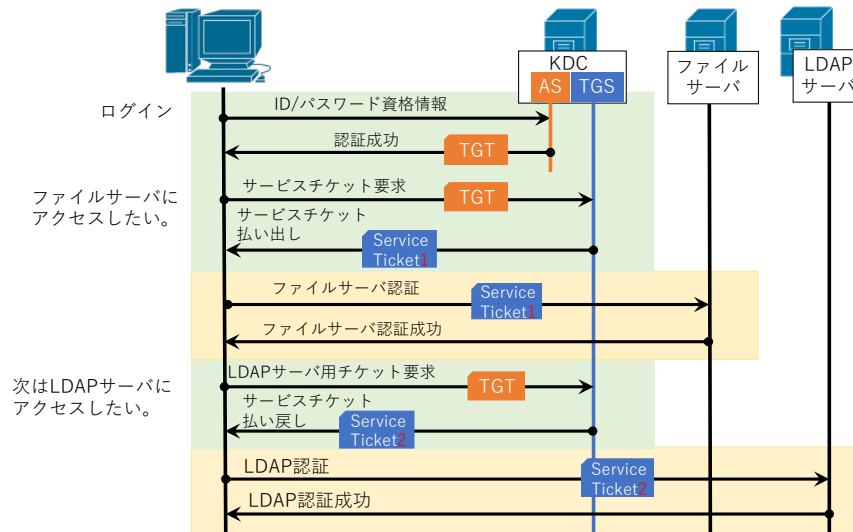 KDC
AS TGS
ファイル
サーバ
LDAP
サーバ
ログイン
ID/パスワード資格情報
認証成功
TGT
ファイルサーバに
アクセスしたい。
サービスチケット要求
TGT
サービスチケット
払い出し
Service
Ticket1
ファイルサーバ認証
Service
Ticket1
ファイルサーバ認証成功
次はLDAPサーバに
アクセスしたい。
LDAPサーバ用チケット要求
TGT
サービスチケット
払い戻し
Service
Ticket2
LDAP認証
Service
Ticket2
LDAP認証成功